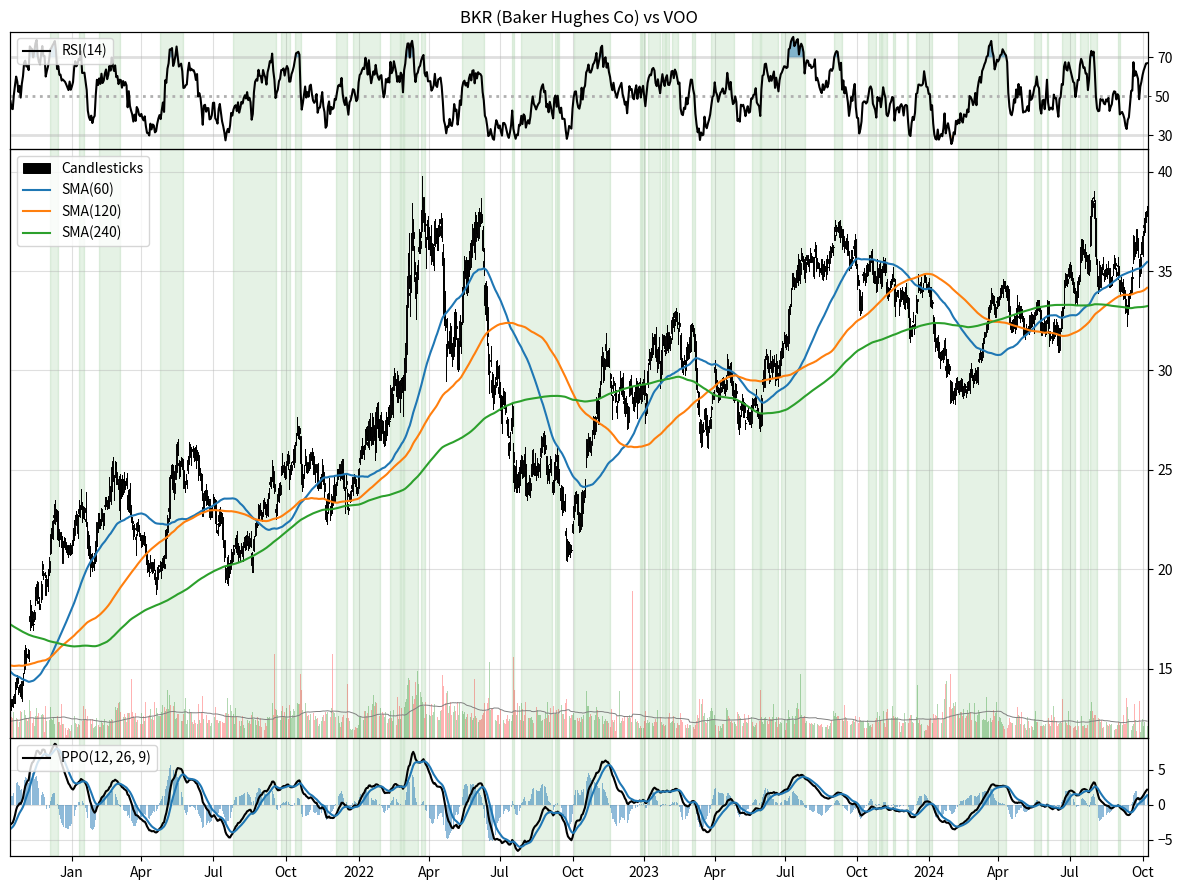 BKR (Baker Hughes Co) vs VOO
RSI(14)
70
50
30
Candlesticks
SMA(60)
SMA(120)
SMA(240)
40
35
30
25
20
15
PPO(12, 26, 9)
5
0
−5
Jan Apr Jul Oct 2022 Apr Jul Oct 2023 Apr Jul Oct 2024 Apr Jul Oct